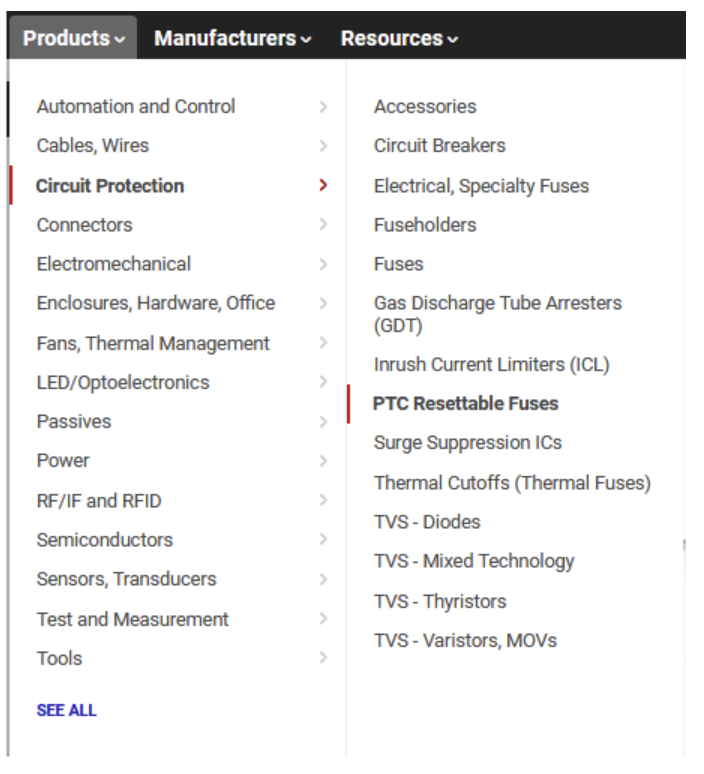 Products Manufacturers Resources
Automation and Control
Cables, Wires
Circuit Protection
Connectors
Electromechanical
Enclosures, Hardware, Office
Fans, Thermal Management
LED/Optoelectronics
Passives
Power
RF/IF and RFID
Semiconductors
Sensors, Transducers
Test and Measurement
Tools
SEE ALL
Accessories
Circuit Breakers
Electrical, Specialty Fuses
Fuseholders
Fuses
Gas Discharge Tube Arresters
(GDT)
Inrush Current Limiters (ICL)
PTC Resettable Fuses
Surge Suppression ICs
Thermal Cutoffs (Thermal Fuses)
TVS - Diodes
TVS - Mixed Technology
TVS - Thyristors
TVS - Varistors, MOVs